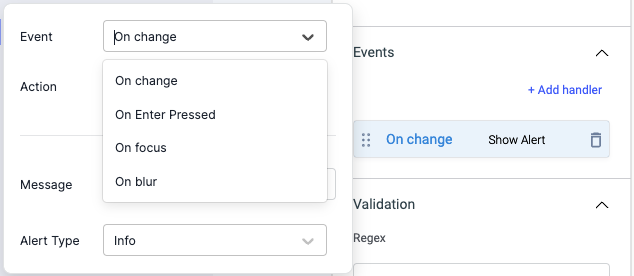 Event
On change
On change
On Enter Pressed
On focus
On blur
Action
Message
Alert Type
Info
Events
+ Add handler
On change
Show Alert
Validation
Regex